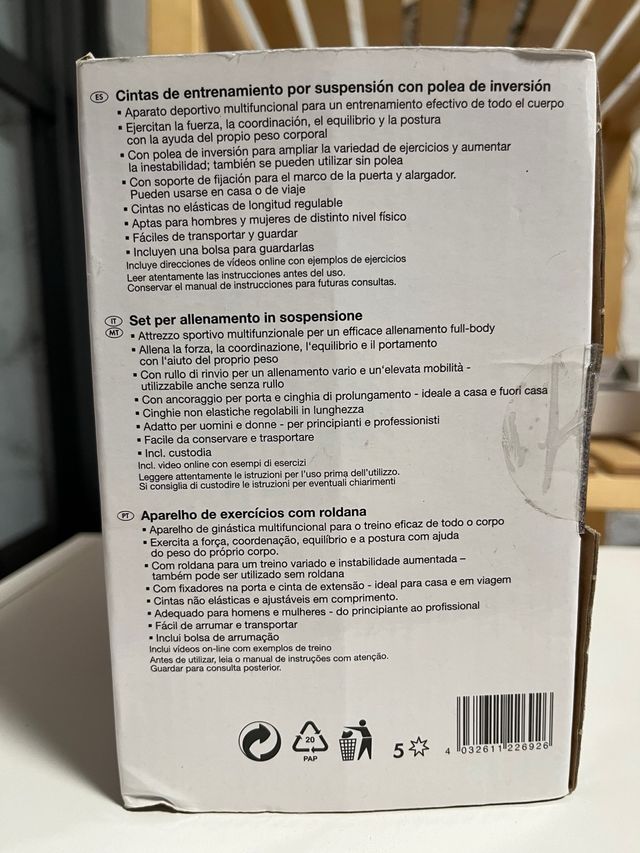 ES Cintas de entrenamiento por suspensión con polea de inversión
▪ Aparato deportivo multifuncional para un entrenamiento efectivo de todo el cuerpo
▪ Ejercitan la fuerza, la coordinación, el equilibrio y la postura
con la ayuda del propio peso corporal
▪ Con polea de inversión para ampliar la variedad de ejercicios y aumentar
la inestabilidad; también se pueden utilizar sin polea
▪ Con soporte de fijación para el marco de la puerta y alargador.
Pueden usarse en casa o de viaje
▪ Cintas no elásticas de longitud regulable
▪ Aptas para hombres y mujeres de distinto nivel físico
▪ Fáciles de transportar y guardar
▪ Incluyen una bolsa para guardarlas
Incluye direcciones de vídeos online con ejemplos de ejercicios
Leer atentamente las instrucciones antes del uso.
Conservar el manual de instrucciones para futuras consultas.
IT Set per allenamento in sospensione
MT ▪ Attrezzo sportivo multifunzionale per un efficace allenamento full-body
▪ Allena la forza, la coordinazione, l'equilibrio e il portamento
con l'aiuto del proprio peso
▪ Con rullo di rinvio per un allenamento vario e un'elevata mobilità -
utilizzabile anche senza rullo
▪ Con ancoraggio per porta e cinghia di prolungamento - ideale a casa e fuori casa
▪ Cinghie non elastiche regolabili in lunghezza
▪ Adatto per uomini e donne - per principianti e professionisti
▪ Facile da conservare e trasportare
▪ Incl. custodia
Incl. video online con esempi di esercizi
Leggere attentamente le istruzioni per l'uso prima dell'utilizzo.
Si consiglia di custodire le istruzioni per eventuali chiarimenti
PT Aparelho de exercícios com roldana
▪ Aparelho de ginástica multifuncional para o treino eficaz de todo o corpo
▪ Exercita a força, coordenação, equilíbrio e a postura com ajuda
do peso do próprio corpo.
▪ Com roldana para um treino variado e instabilidade aumentada –
também pode ser utilizado sem roldana
▪ Com fixadores na porta e cinta de extensão - ideal para casa e em viagem
▪ Cintas não elásticas e ajustáveis em comprimento.
▪ Adequado para homens e mulheres - do principiante ao profissional
▪ Fácil de arrumar e transportar
▪ Inclui bolsa de arrumação
Inclui vídeos on-line com exemplos de treino
Antes de utilizar, leia o manual de instruções com atenção.
Guardar para consulta posterior.
20
PAP
5
4 032611 226926